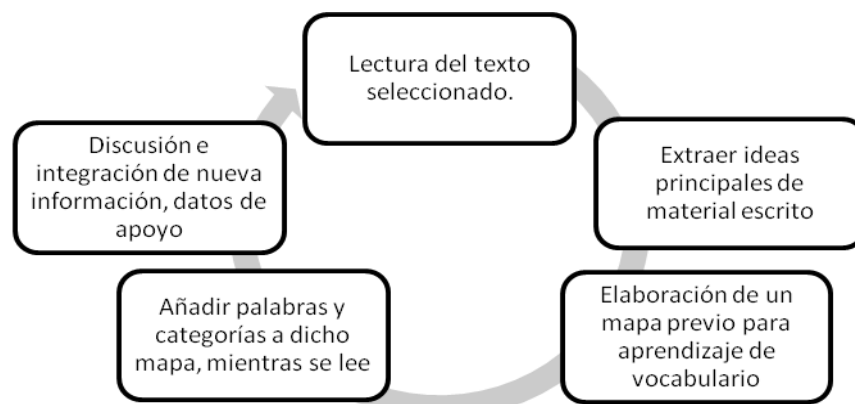 Lectura del texto
seleccionado.
Extraer ideas
principales de
material escrito
Elaboración de un
mapa previo para
aprendizaje de
vocabulario
Añadir palabras y
categorías a dicho
mapa, mientras se lee
Discusión e
integración de nueva
información, datos de
apoyo